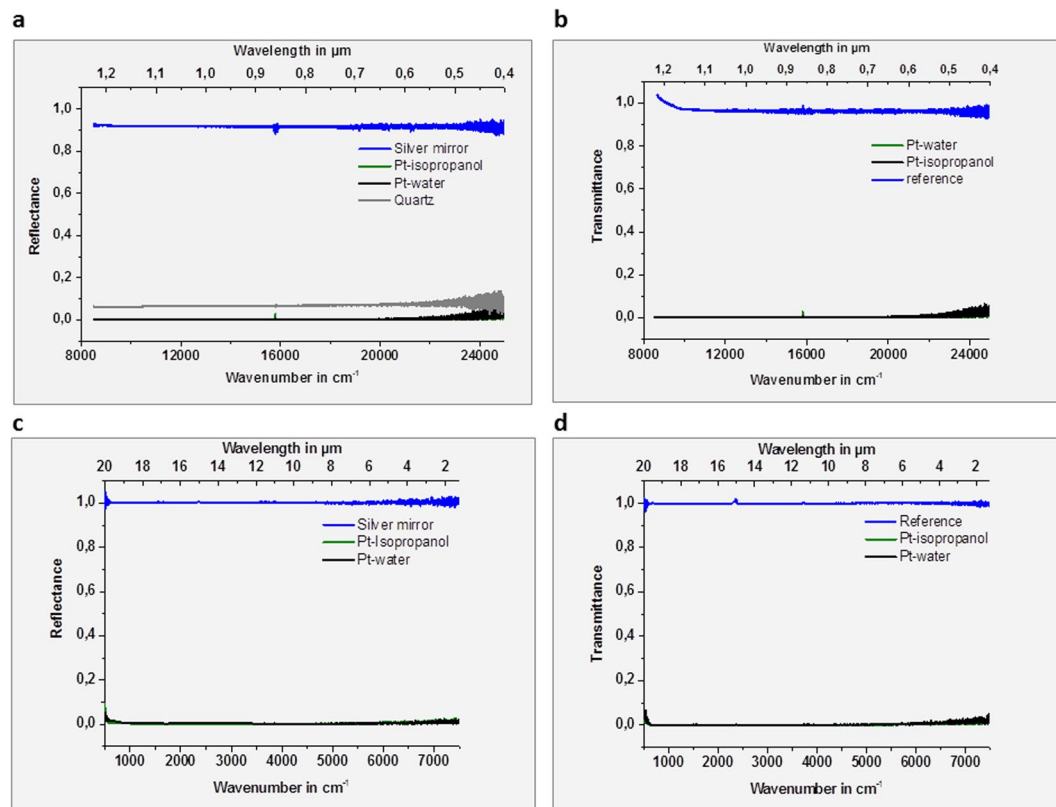 a
Wavelength in µm
1,2 1,1 1,0 0,9 0,8 0,7 0,6 0,5 0,4
1,0
0,8
0,6
0,4
0,2
0,0
Reflectance
Silver mirror
Pt-isopropanol
Pt-water
Quartz
8000 12000 16000 20000 24000
Wavenumber in cm⁻¹
b
Wavelength in µm
1,2 1,1 1,0 0,9 0,8 0,7 0,6 0,5 0,4
1,0
0,8
0,6
0,4
0,2
0,0
Transmittance
Pt-water
Pt-isopropanol
reference
8000 12000 16000 20000 24000
Wavenumber in cm⁻¹
c
Wavelength in µm
20 18 16 14 12 10 8 6 4 2
1,0
0,8
0,6
0,4
0,2
0,0
Reflectance
Silver mirror
Pt-Isopropanol
Pt-water
1000 2000 3000 4000 5000 6000 7000
Wavenumber in cm⁻¹
d
Wavelength in µm
20 18 16 14 12 10 8 6 4 2
1,0
0,8
0,6
0,4
0,2
0,0
Transmittance
Reference
Pt-isopropanol
Pt-water
1000 2000 3000 4000 5000 6000 7000
Wavenumber in cm⁻¹